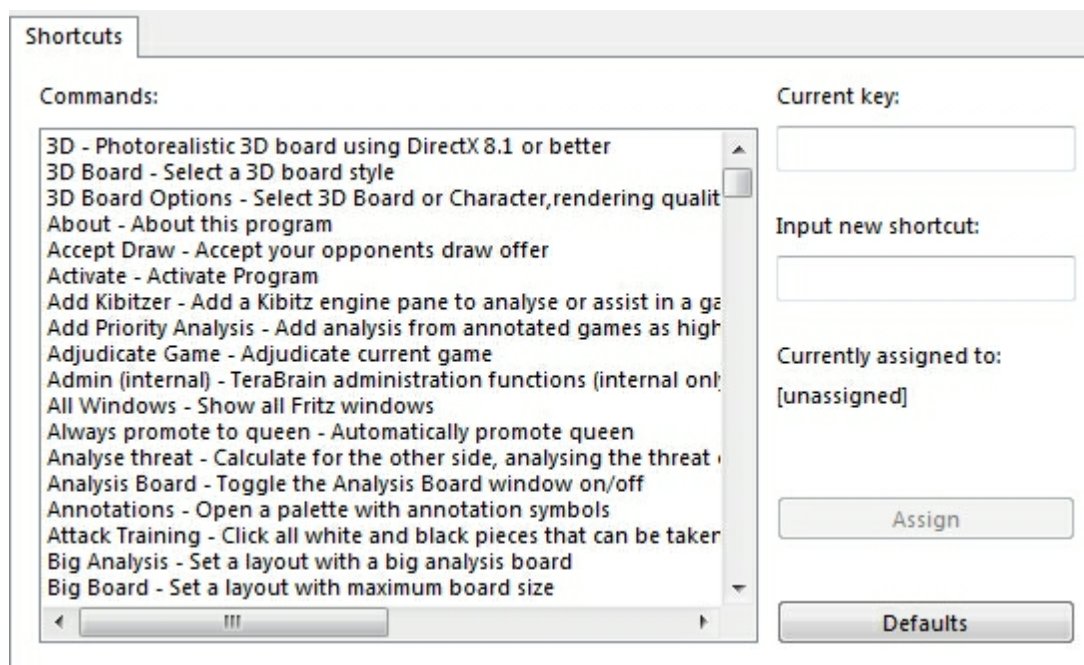 Shortcuts
Commands:
3D - Photorealistic 3D board using DirectX 8.1 or better
3D Board - Select a 3D board style
3D Board Options - Select 3D Board or Character,rendering qualit
About - About this program
Accept Draw - Accept your opponents draw offer
Activate - Activate Program
Add Kibitzer - Add a Kibitz engine pane to analyse or assist in a ga
Add Priority Analysis - Add analysis from annotated games as high
Adjudicate Game - Adjudicate current game
Admin (internal) - TeraBrain administration functions (internal only
All Windows - Show all Fritz windows
Always promote to queen - Automatically promote queen
Analyse threat - Calculate for the other side, analysing the threat
Analysis Board - Toggle the Analysis Board window on/off
Annotations - Open a palette with annotation symbols
Attack Training - Click all white and black pieces that can be taken
Big Analysis - Set a layout with a big analysis board
Big Board - Set a layout with maximum board size
Current key:
Input new shortcut:
Currently assigned to:
[unassigned]
Assign
Defaults